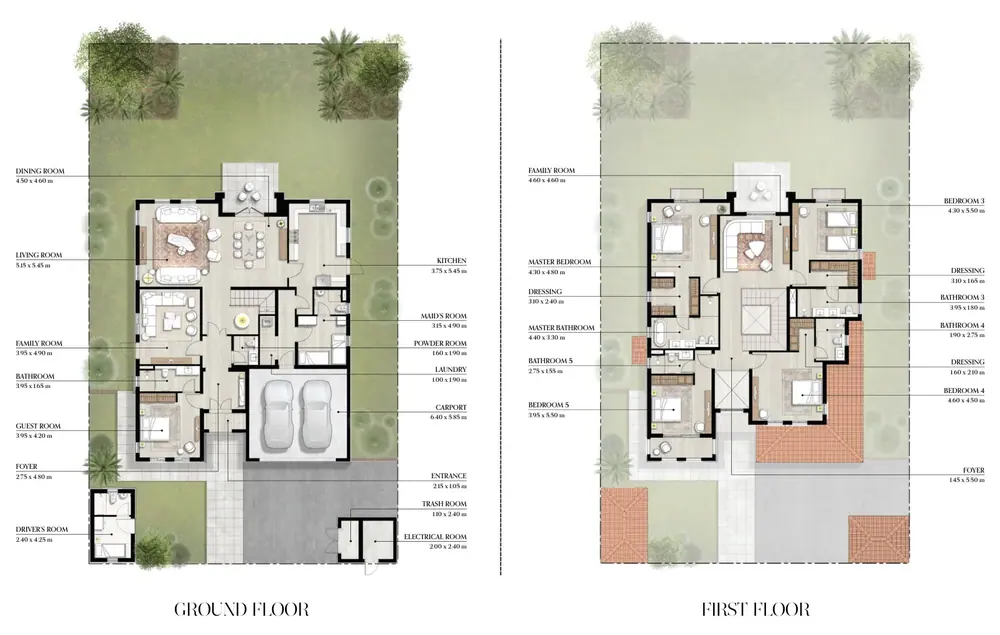 DINING ROOM
4.50 x 4.60 m
LIVING ROOM
5.15 x 5.45 m
FAMILY ROOM
3.95 x 4.90 m
BATHROOM
3.95 x 1.65 m
GUEST ROOM
3.95 x 4.20 m
FOYER
2.75 x 4.80 m
DRIVER'S ROOM
2.40 x 4.25 m
KITCHEN
3.75 x 5.45 m
MAID'S ROOM
3.15 x 4.90 m
POWDER ROOM
1.60 x 1.90 m
LAUNDRY
1.00 x 1.90 m
CARPORT
6.40 x 5.85 m
ENTRANCE
2.15 x 1.05 m
TRASH ROOM
1.10 x 2.40 m
ELECTRICAL ROOM
2.00 x 2.40 m
GROUND FLOOR
FAMILY ROOM
4.60 x 4.60 m
MASTER BEDROOM
4.30 x 4.80 m
DRESSING
3.10 x 2.40 m
MASTER BATHROOM
4.40 x 3.30 m
BATHROOM 5
2.75 x 1.55 m
BEDROOM 5
3.95 x 5.50 m
BEDROOM 3
4.30 x 5.50 m
DRESSING
3.10 x 1.65 m
BATHROOM 3
3.95 x 1.80 m
BATHROOM 4
1.90 x 2.75 m
DRESSING
1.60 x 2.10 m
BEDROOM 4
4.60 x 4.50 m
FOYER
1.45 x 5.50 m
FIRST FLOOR